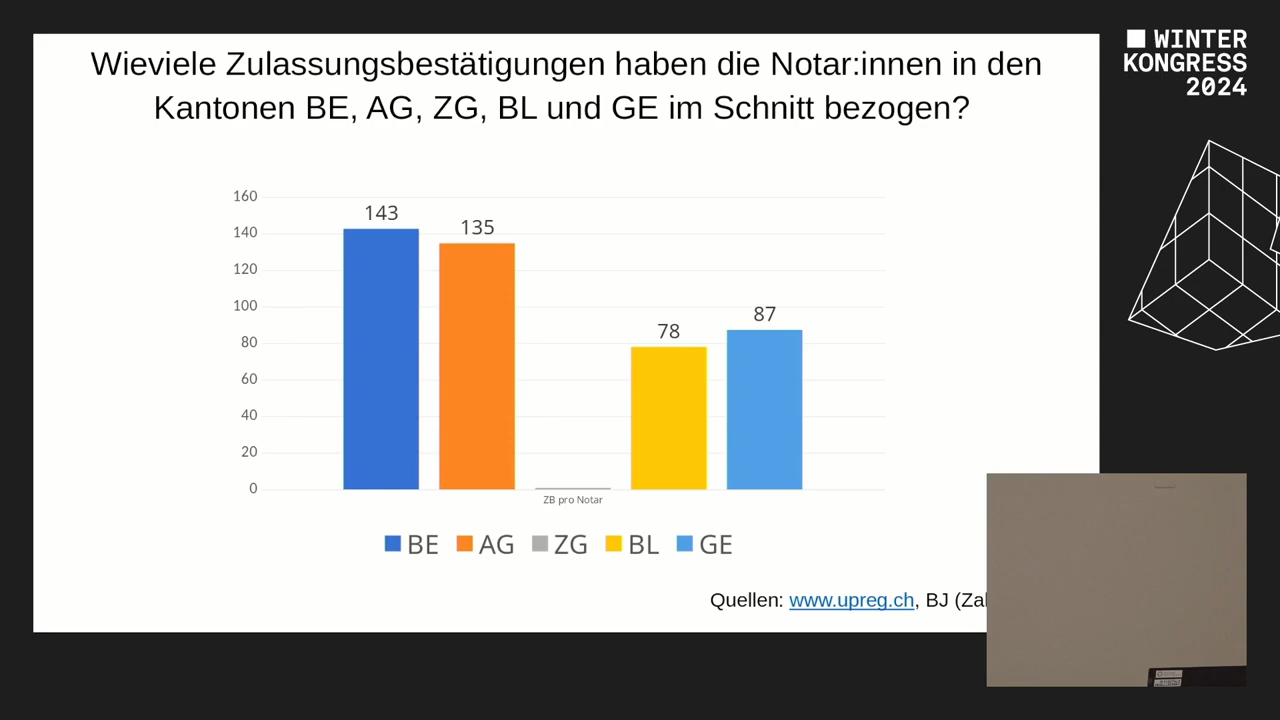 Wieviele Zulassungsbestätigungen haben die Notar:innen in den
Kantonen BE, AG, ZG, BL und GE im Schnitt bezogen?
WINTER
KONGRESS
2024
160
140
120
100
80
60
40
20
0
143
135
78
87
ZB pro Notar
BE AG ZG BL GE
Quellen: www.upreg.ch, BJ